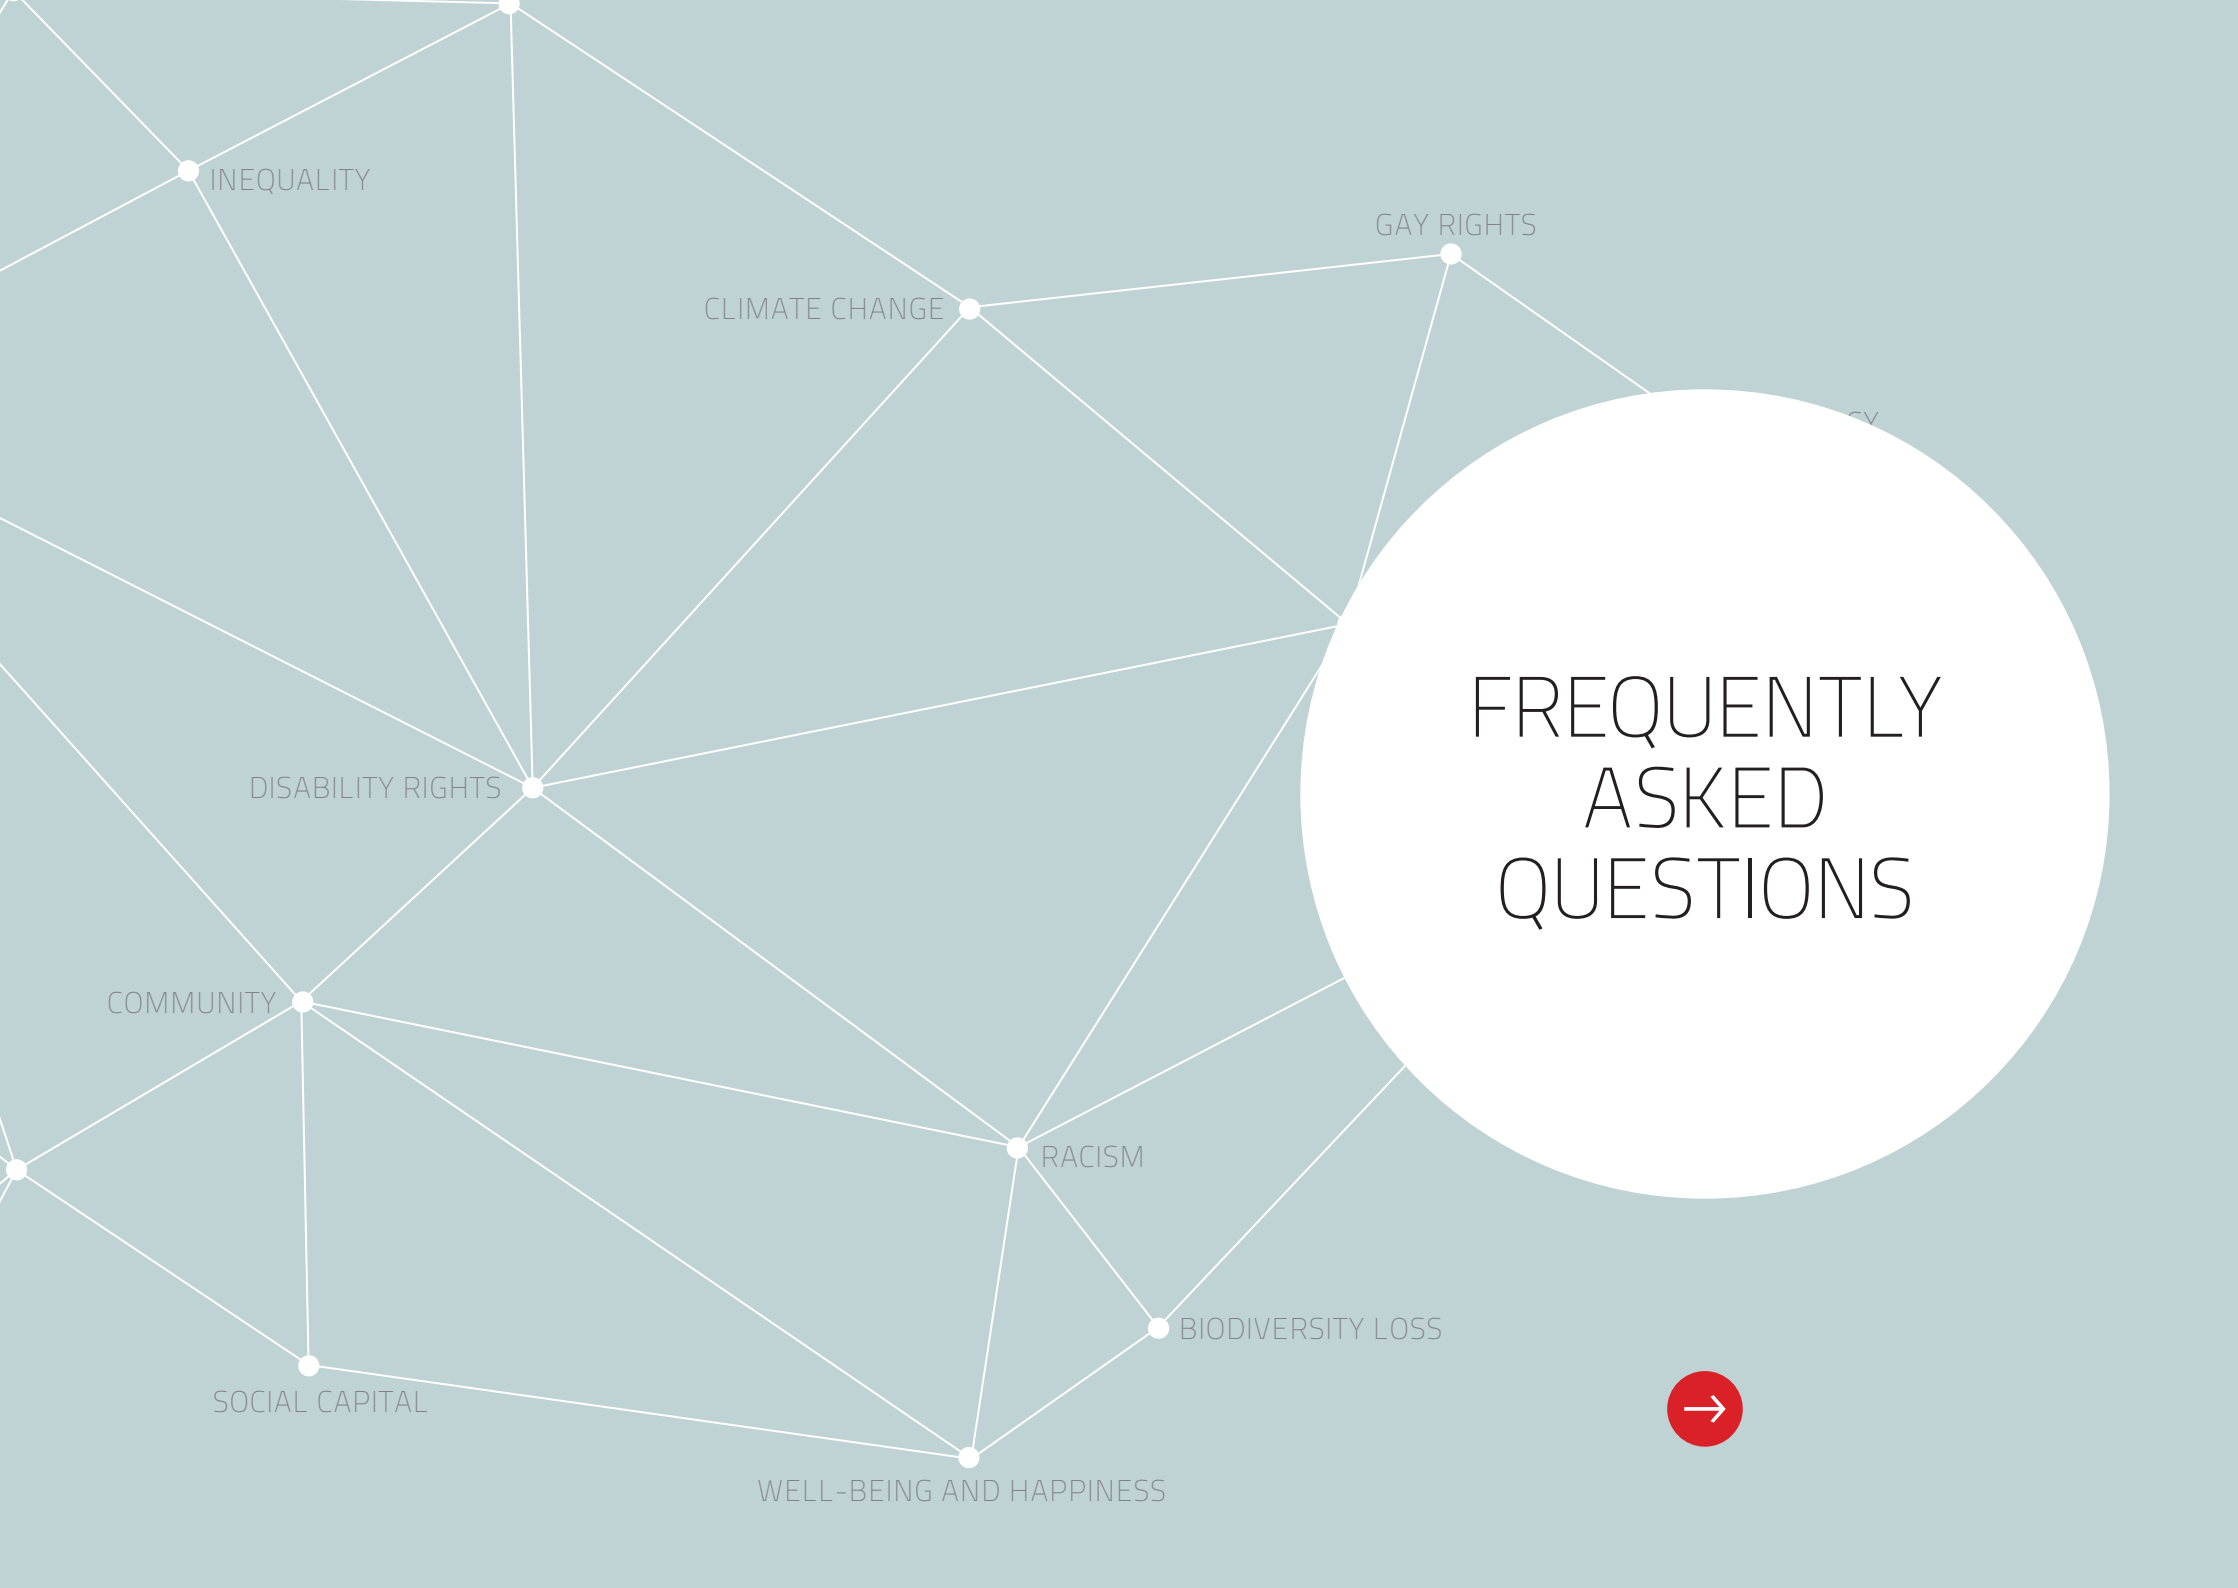 INEQUALITY
GAY RIGHTS
CLIMATE CHANGE
FREQUENTLY
ASKED
QUESTIONS
DISABILITY RIGHTS
COMMUNITY
RACISM
BIODIVERSITY LOSS
SOCIAL CAPITAL
WELL-BEING AND HAPPINESS